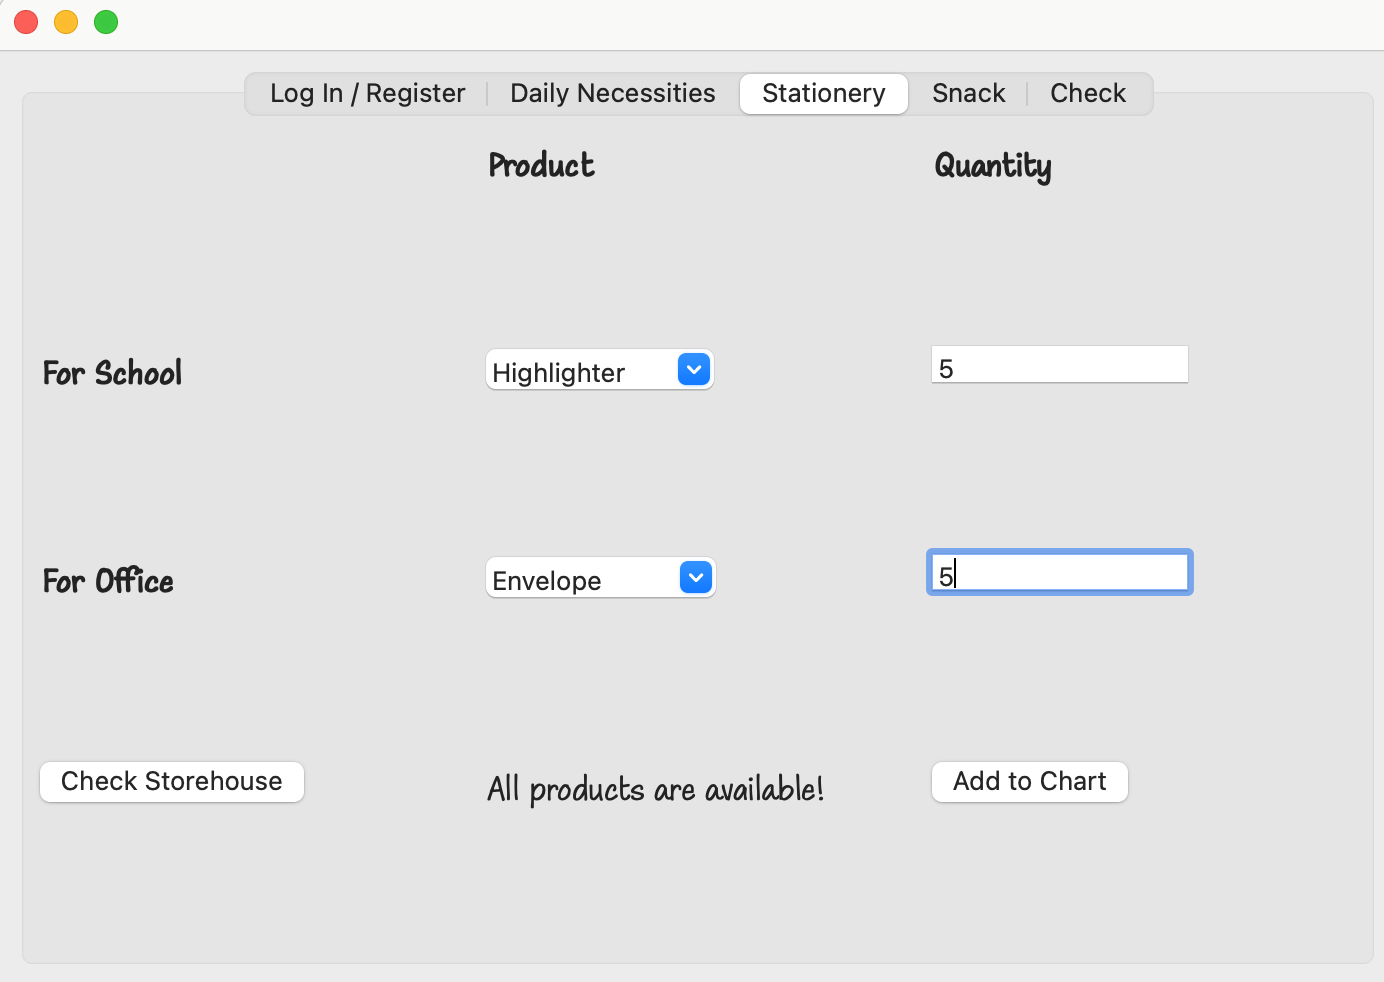 Log In / Register Daily Necessities Stationery Snack Check
Product Quantity
For School Highlighter 5
For Office Envelope 5
Check Storehouse All products are available! Add to Chart